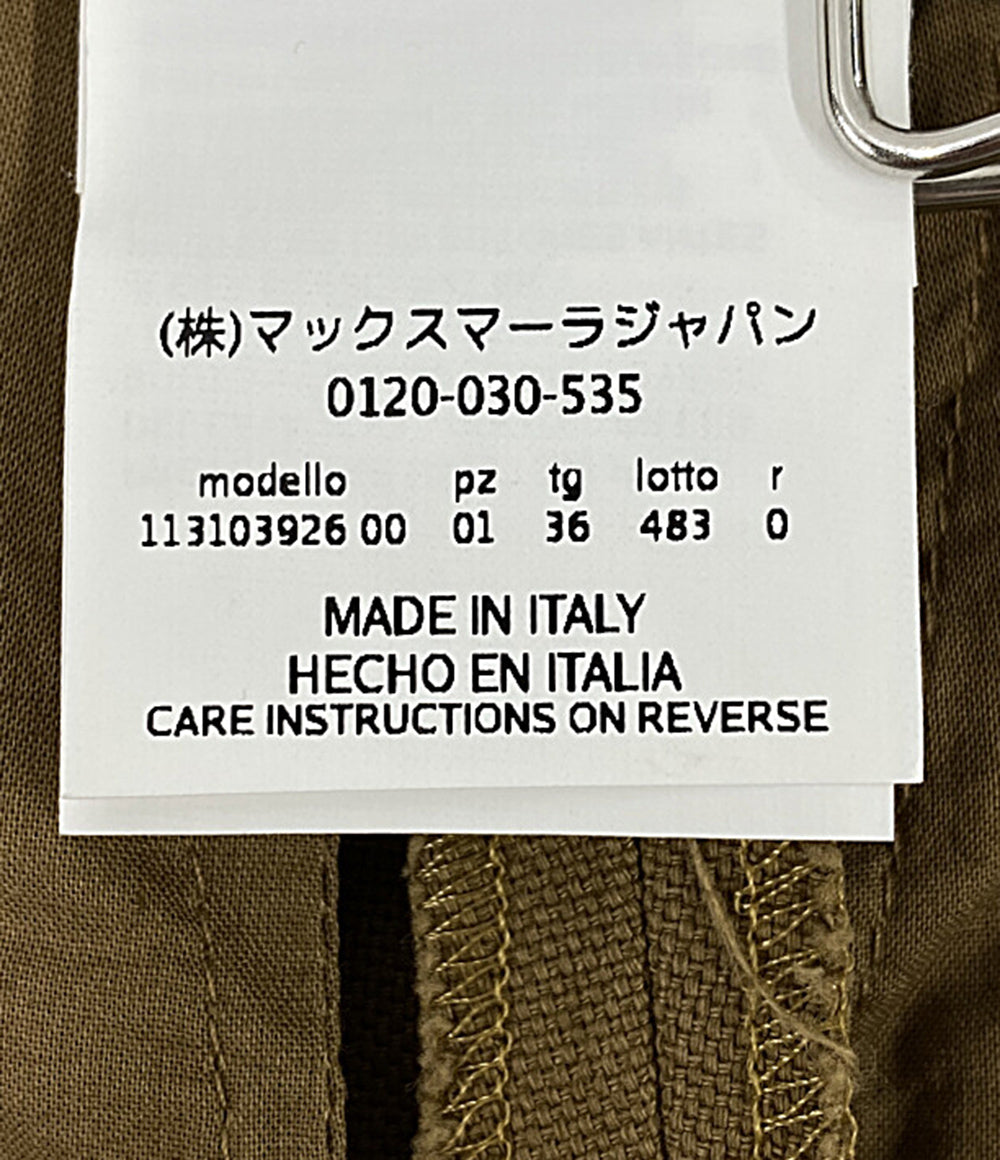 (株)マックスマーラジャパン
0120-030-535
modello pz tg lotto r
113103926 00 01 36 483 0
MADE IN ITALY
HECHO EN ITALIA
CARE INSTRUCTIONS ON REVERSE